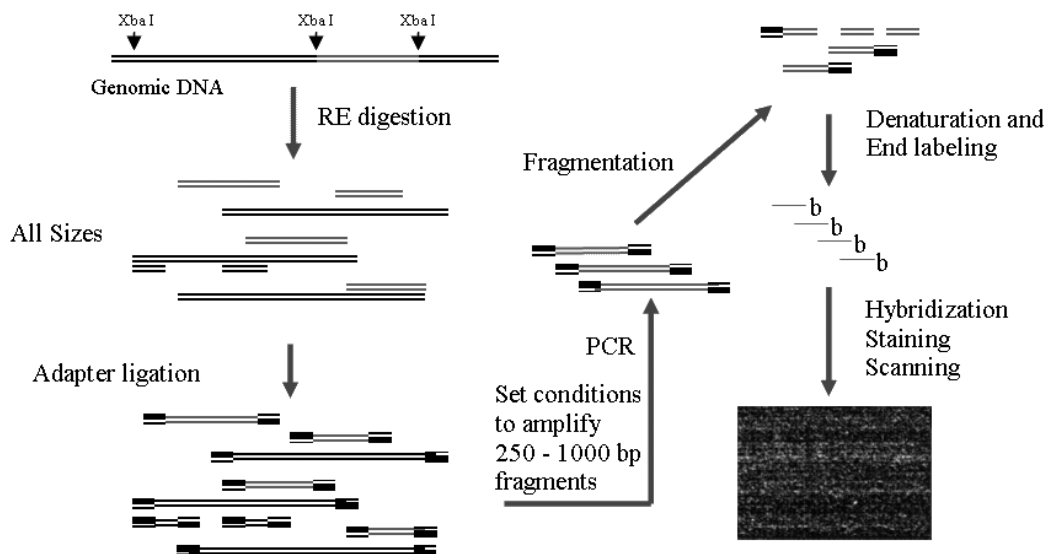 XbaI
XbaI
XbaI
Genomic DNA
RE digestion
All Sizes
Adapter ligation
PCR
Set conditions
to amplify
250 - 1000 bp
fragments
Fragmentation
Denaturation and
End labeling
b
b
b
b
Hybridization
Staining
Scanning